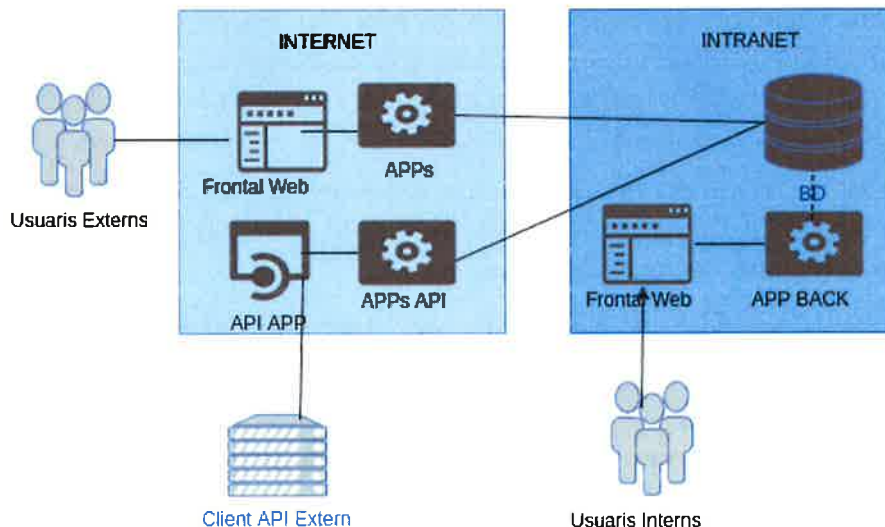 INTERNET
INTRANET
Frontal Web
APPs
Usuaris Externs
BD
API APP
APPs API
Frontal Web
APP BACK
Client API Extern
Usuaris Interns